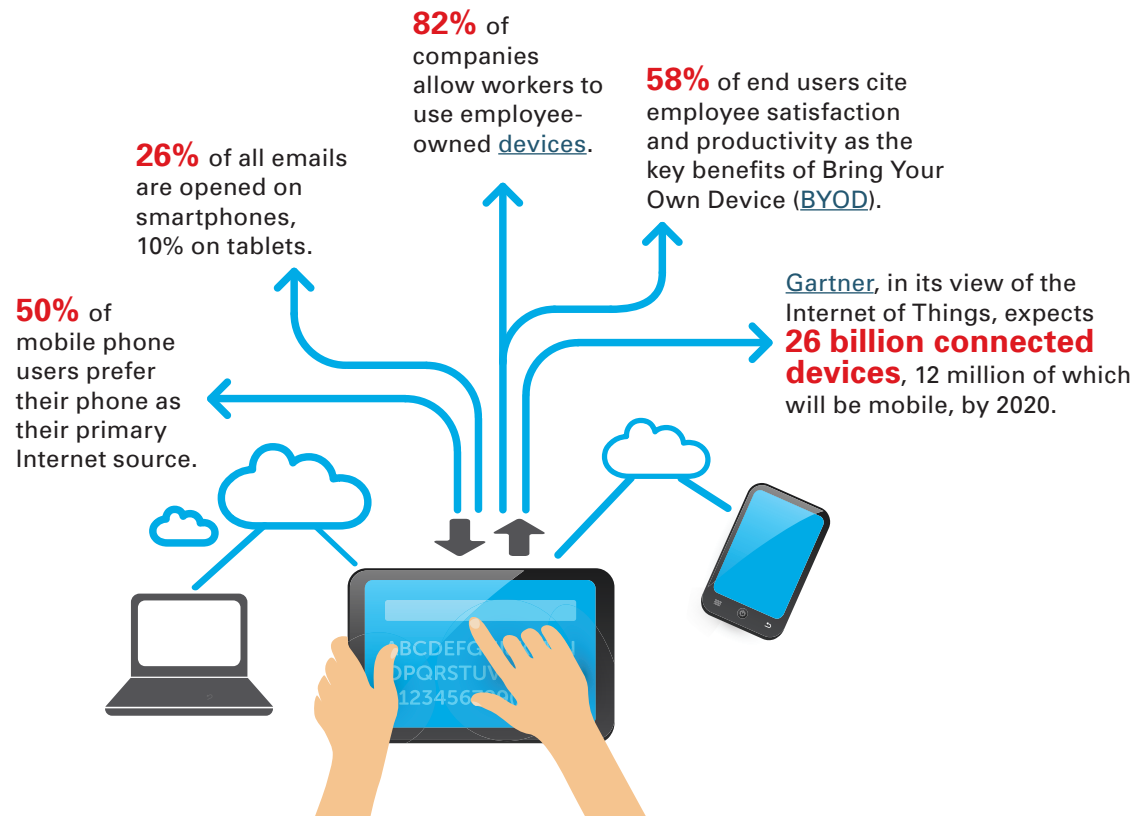 82% of
companies
allow workers to
use employee-
owned devices.
58% of end users cite
employee satisfaction
and productivity as the
key benefits of Bring Your
Own Device (BYOD).
26% of all emails
are opened on
smartphones,
10% on tablets.
Gartner, in its view of the
Internet of Things, expects
26 billion connected
devices, 12 million of which
will be mobile, by 2020.
50% of
mobile phone
users prefer
their phone as
their primary
Internet source.
ABCDEFG
OPQRSTUV
123456